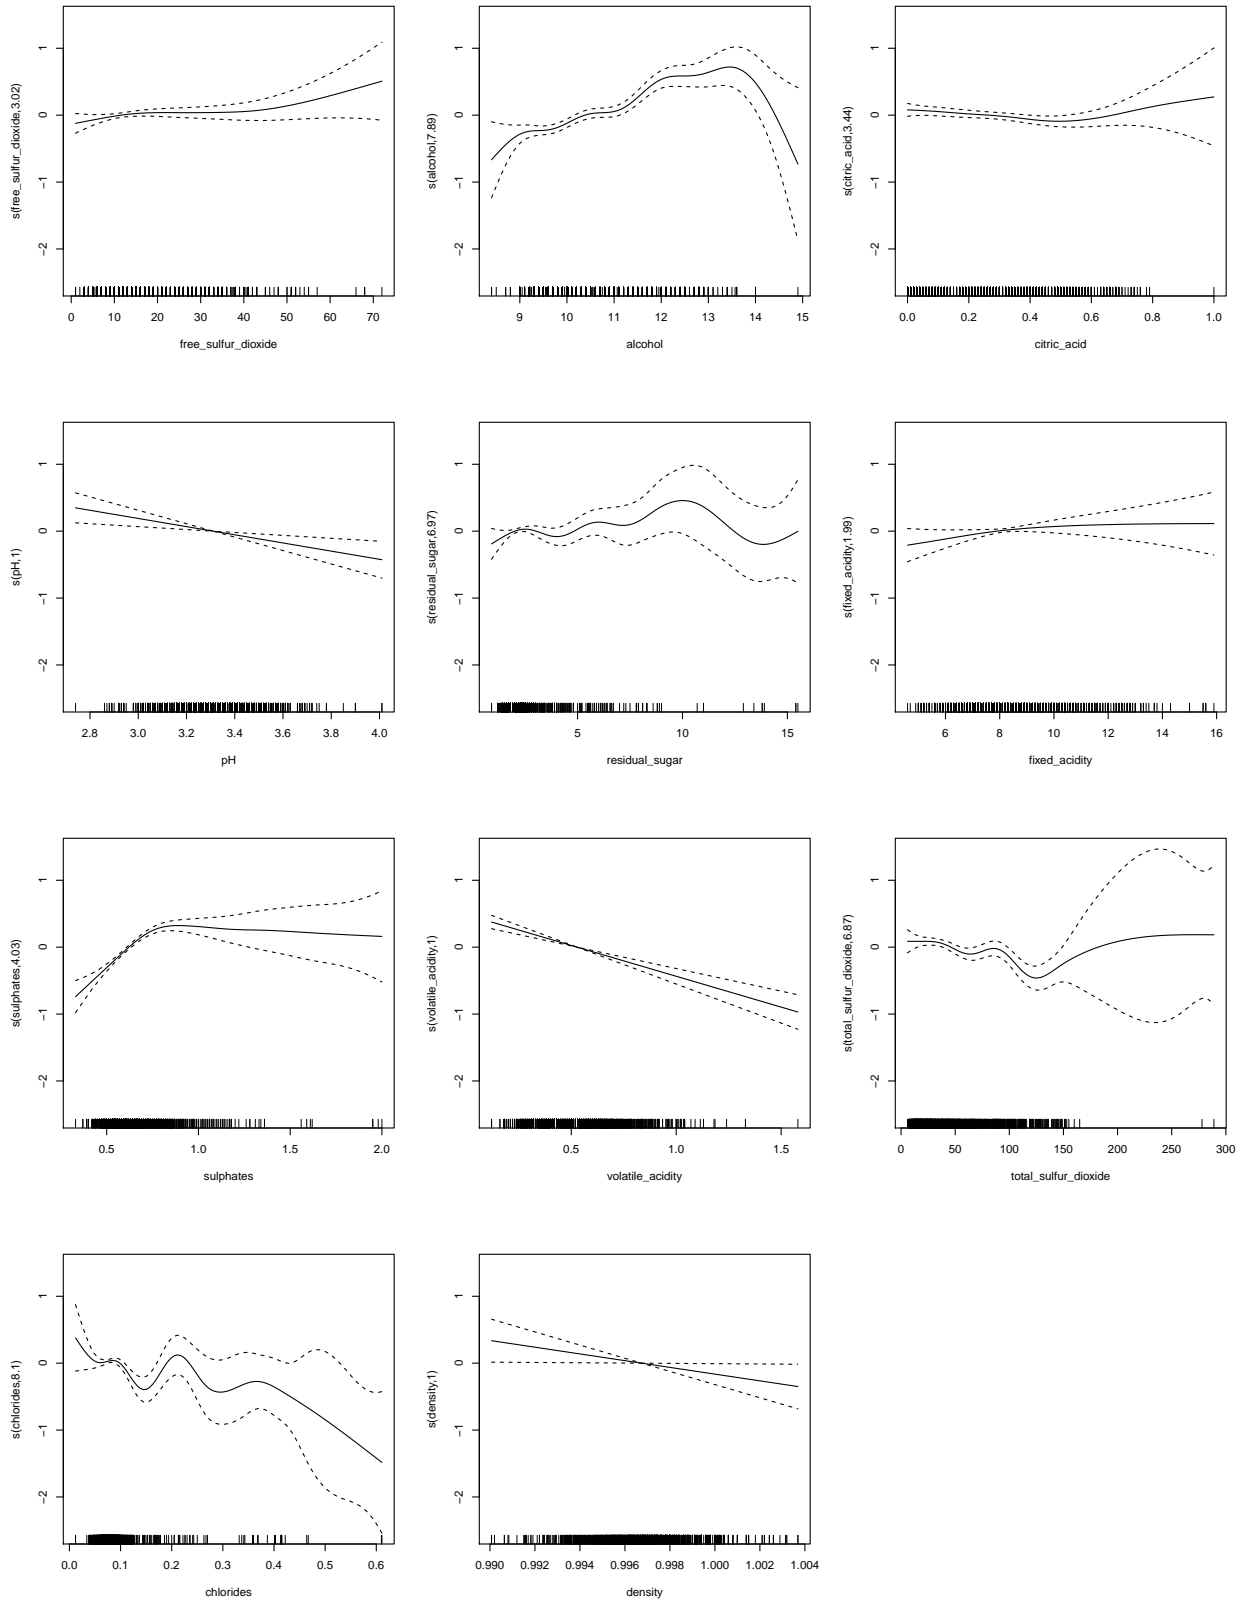 s(free_sulfur_dioxide,3.02)
1
0
−1
−2
0 10 20 30 40 50 60 70
free_sulfur_dioxide
s(alcohol,7.89)
1
0
−1
−2
9 10 11 12 13 14 15
alcohol
s(citric_acid,3.44)
1
0
−1
−2
0.0 0.2 0.4 0.6 0.8 1.0
citric_acid
s(pH,1)
1
0
−1
−2
2.8 3.0 3.2 3.4 3.6 3.8 4.0
pH
s(residual_sugar,6.97)
1
0
−1
−2
5 10 15
residual_sugar
s(fixed_acidity,1.99)
1
0
−1
−2
6 8 10 12 14 16
fixed_acidity
s(sulphates,4.03)
1
0
−1
−2
0.5 1.0 1.5 2.0
sulphates
s(volatile_acidity,1)
1
0
−1
−2
0.5 1.0 1.5
volatile_acidity
s(total_sulfur_dioxide,6.87)
1
0
−1
−2
0 50 100 150 200 250 300
total_sulfur_dioxide
s(chlorides,8.1)
1
0
−1
−2
0.0 0.1 0.2 0.3 0.4 0.5 0.6
chlorides
s(density,1)
1
0
−1
−2
0.990 0.992 0.994 0.996 0.998 1.000 1.002 1.004
density